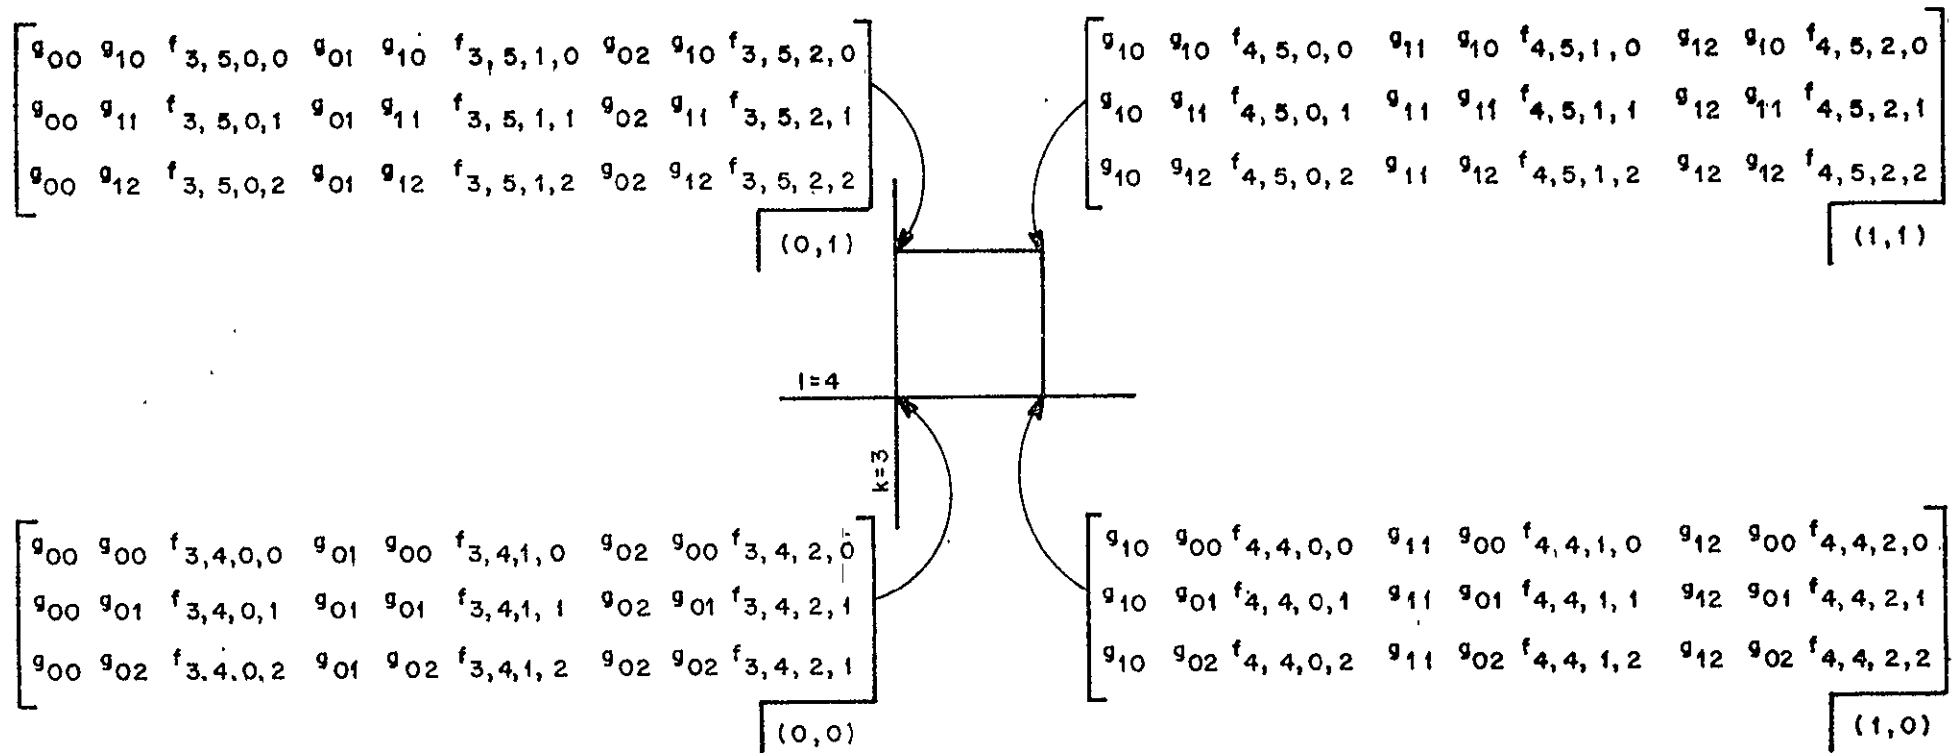 g00 g10 f3,5,0,0 g01 g10 f3,5,1,0 g02 g10 f3,5,2,0
g00 g11 f3,5,0,1 g01 g11 f3,5,1,1 g02 g11 f3,5,2,1
g00 g12 f3,5,0,2 g01 g12 f3,5,1,2 g02 g12 f3,5,2,2
(0,1)
g10 g10 f4,5,0,0 g11 g10 f4,5,1,0 g12 g10 f4,5,2,0
g10 g11 f4,5,0,1 g11 g11 f4,5,1,1 g12 g11 f4,5,2,1
g10 g12 f4,5,0,2 g11 g12 f4,5,1,2 g12 g12 f4,5,2,2
(1,1)
l=4
k=3
g00 g00 f3,4,0,0 g01 g00 f3,4,1,0 g02 g00 f3,4,2,0
g00 g01 f3,4,0,1 g01 g01 f3,4,1,1 g02 g01 f3,4,2,1
g00 g02 f3.4.0,2 g01 g02 f3,4,1,2 g02 g02 f3,4,2,1
(0,0)
g10 g00 f4,4,0,0 g11 g00 f4,4,1,0 g12 g00 f4,4,2,0
g10 g01 f4,4,0,1 g11 g01 f4,4,1,1 g12 g01 f4,4,2,1
g10 g02 f4,4,0,2 g11 g02 f4,4,1,2 g12 g02 f4,4,2,2
(1,0)